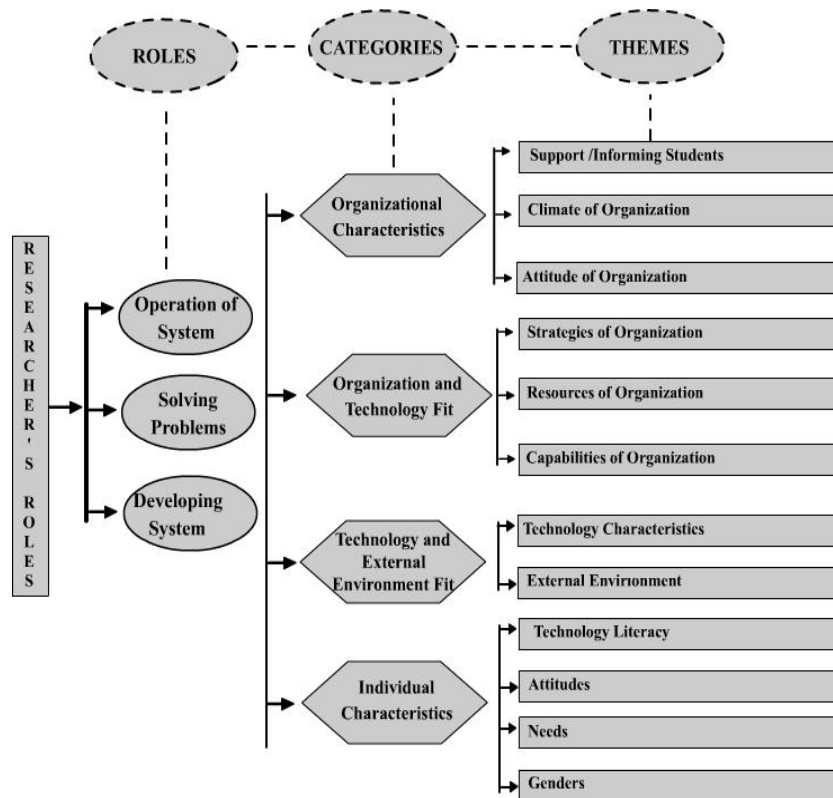 ROLES
CATEGORIES
THEMES
RESEARCHER'S ROLES
Operation of
System
Solving
Problems
Developing
System
Organizational
Characteristics
Support /Informing Students
Climate of Organization
Attitude of Organization
Organization and
Technology Fit
Strategies of Organization
Resources of Organization
Capabilities of Organization
Technology and
External
Environment Fit
Technology Characteristics
External Environment
Individual
Characteristics
Technology Literacy
Attitudes
Needs
Genders